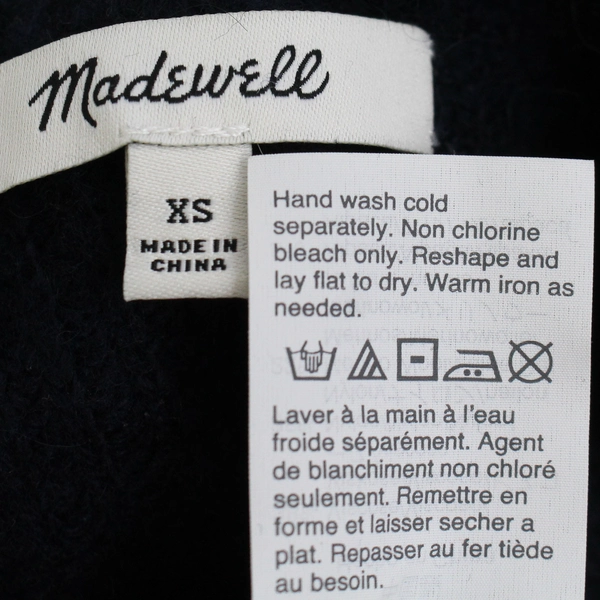 Madewell
XS
MADE IN
CHINA
Hand wash cold
separately. Non chlorine
bleach only. Reshape and
lay flat to dry. Warm iron as
needed.
Laver à la main à l'eau
froide séparément. Agent
de blanchiment non chloré
seulement. Remettre en
forme et laisser secher a
plat. Repasser au fer tiède
au besoin.